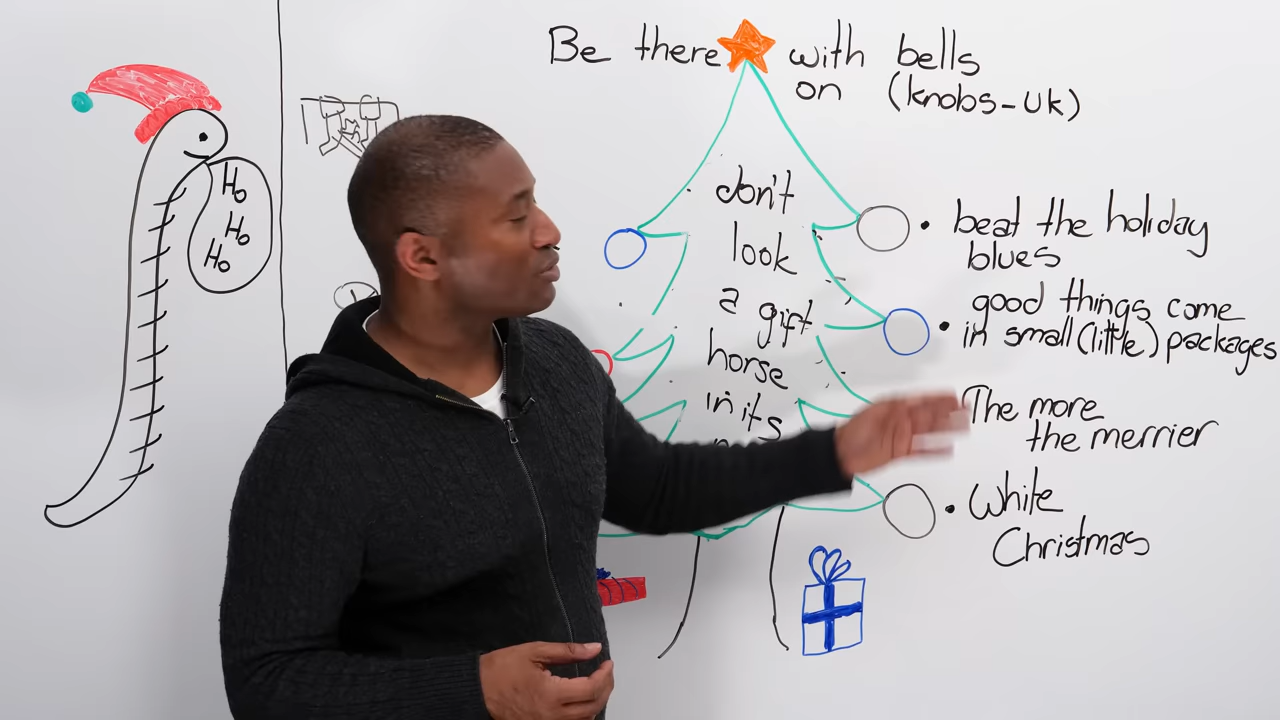 Be there with bells
on (knobs-UK)
Ho
Ho
Ho
don't
look
a gift
horse
in its
• beat the holiday
blues
good things come
• in small (little) packages
The more
the merrier
• White
Christmas